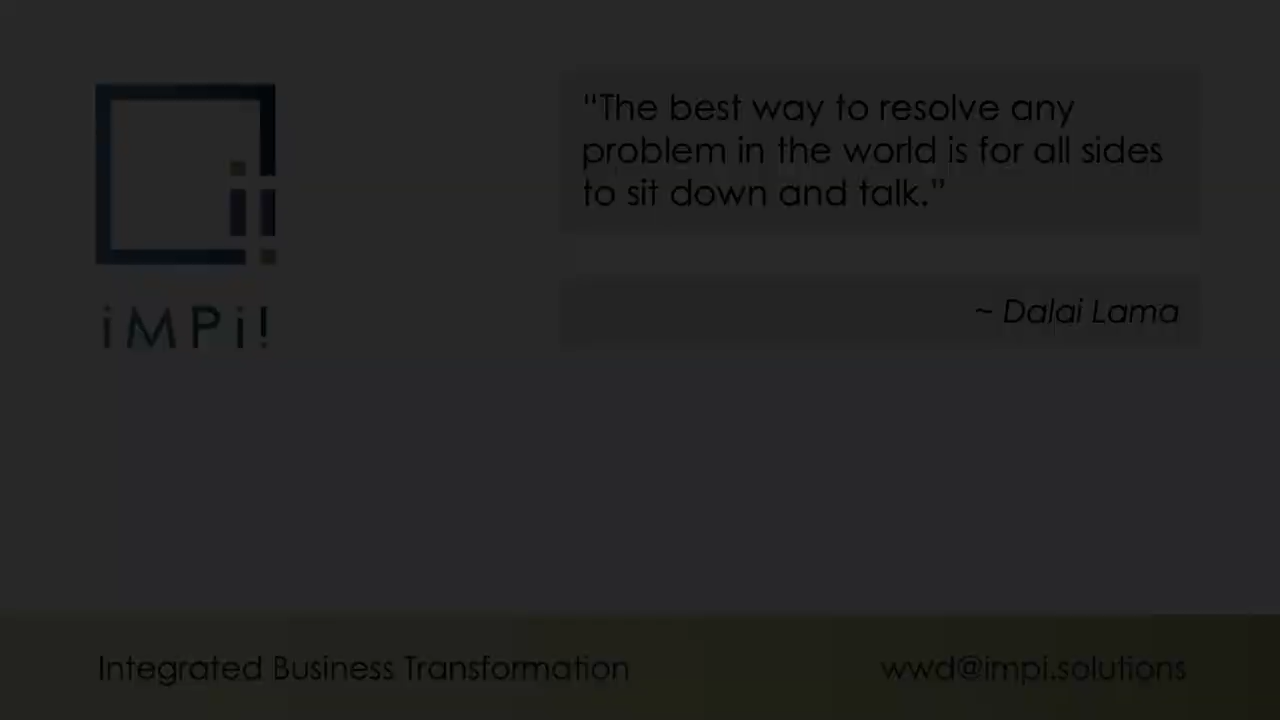 “The best way to resolve any
problem in the world is for all sides
to sit down and talk.”
~ Dalai Lama
iMPi!
Integrated Business Transformation
wwd@impi.solutions